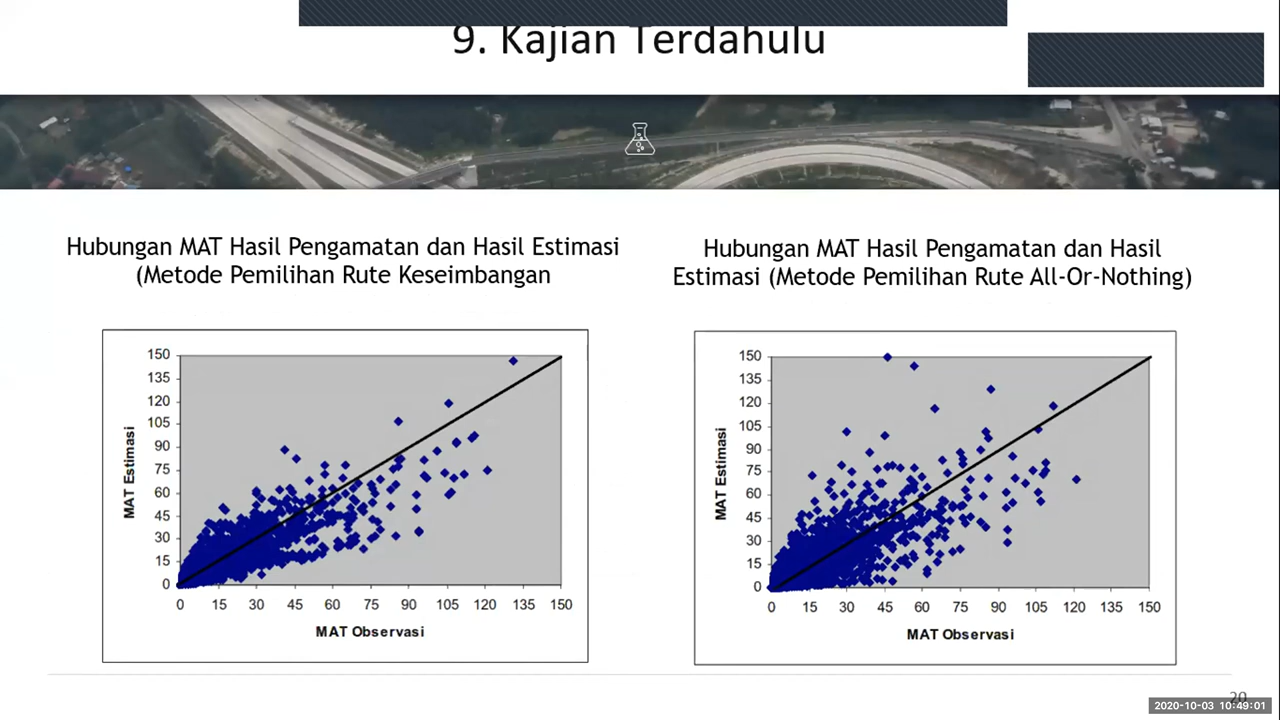 9. Kajian Terdahulu
Hubungan MAT Hasil Pengamatan dan Hasil Estimasi
(Metode Pemilihan Rute Keseimbangan
Hubungan MAT Hasil Pengamatan dan Hasil
Estimasi (Metode Pemilihan Rute All-Or-Nothing)
150
135
120
105
90
75
60
45
30
15
0
MAT Estimasi
0 15 30 45 60 75 90 105 120 135 150
MAT Observasi
150
135
120
105
90
75
60
45
30
15
0
MAT Estimasi
0 15 30 45 60 75 90 105 120 135 150
MAT Observasi
20
2020-10-03 10:49:01